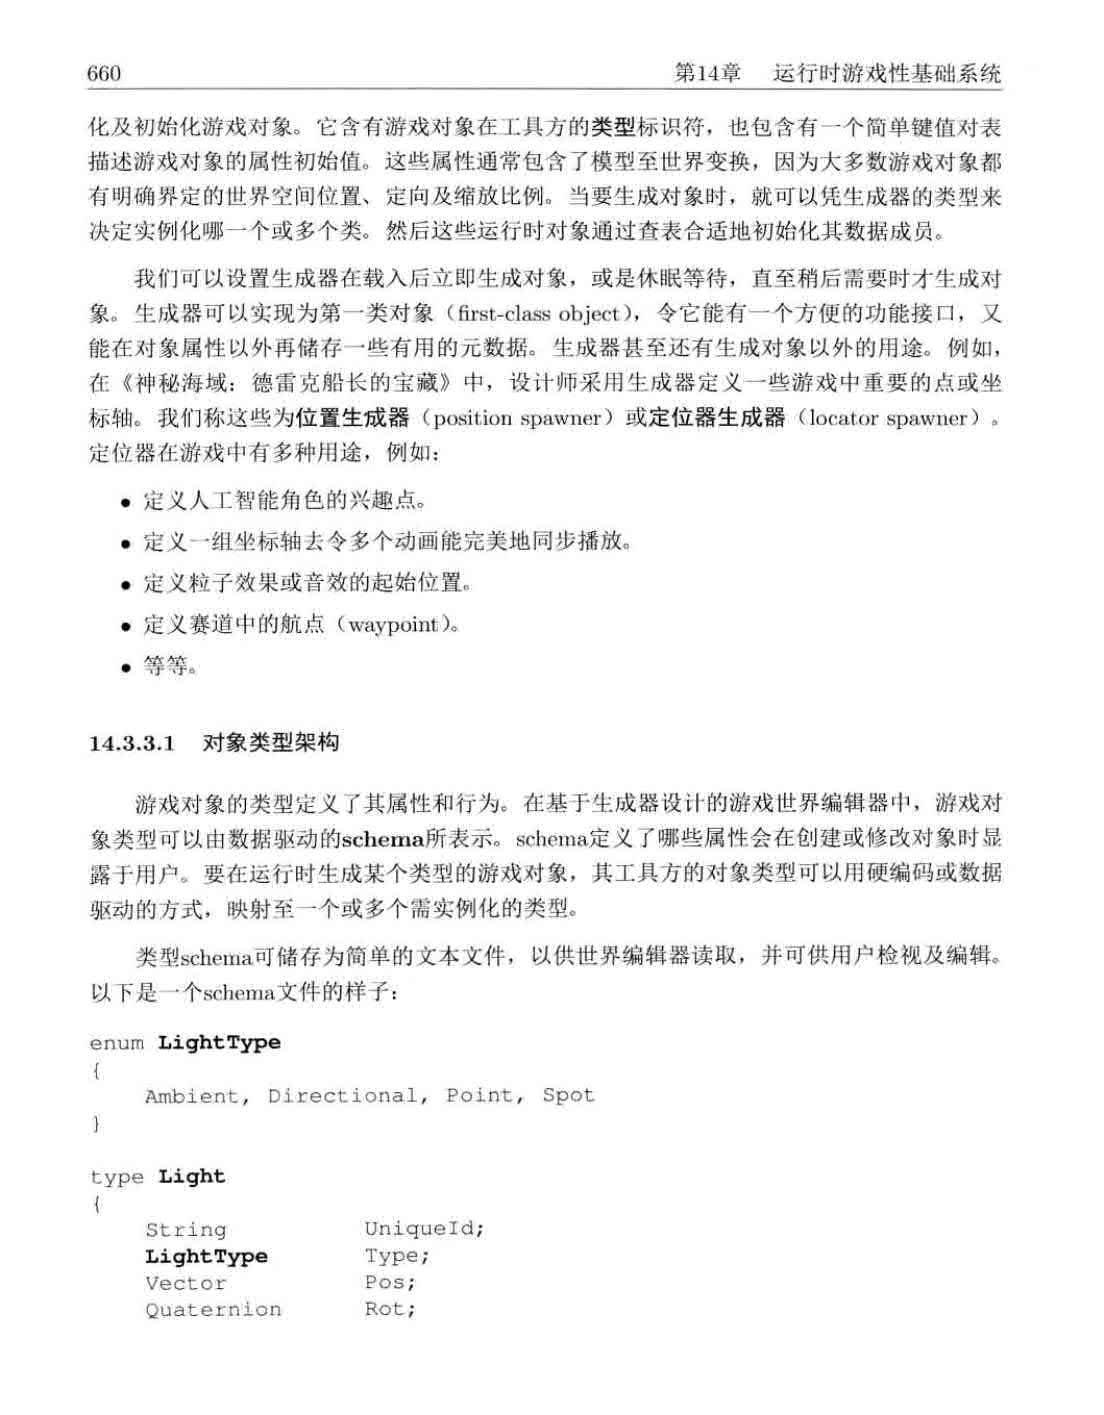 660 第14章 运行时游戏性基础系统
化及初始化游戏对象。它含有游戏对象在工具方的类型标识符，也包含有一个简单键值对表
描述游戏对象的属性初始值。这些属性通常包含了模型至世界变换，因为大多数游戏对象都
有明确界定的世界空间位置、定向及缩放比例。当要生成对象时，就可以凭生成器的类型来
决定实例化哪一个或多个类。然后这些运行时对象通过查表合适地初始化其数据成员。
我们可以设置生成器在载入后立即生成对象，或是休眠等待，直至稍后需要时才生成对
象。生成器可以实现为第一类对象（first-class object），令它能有一个方便的功能接口，又
能在对象属性以外再储存一些有用的元数据。生成器甚至还有生成对象以外的用途。例如，
在《神秘海域：德雷克船长的宝藏》中，设计师采用生成器定义一些游戏中重要的点或坐
标轴。我们称这些为位置生成器（position spawner）或定位器生成器（locator spawner）。
定位器在游戏中有多种用途，例如：
● 定义人工智能角色的兴趣点。
● 定义一组坐标轴去令多个动画能完美地同步播放。
● 定义粒子效果或音效的起始位置。
● 定义赛道中的航点（waypoint）。
● 等等。
14.3.3.1 对象类型架构
游戏对象的类型定义了其属性和行为。在基于生成器设计的游戏世界编辑器中，游戏对
象类型可以由数据驱动的schema所表示。schema定义了哪些属性会在创建或修改对象时显
露于用户。要在运行时生成某个类型的游戏对象，其工具方的对象类型可以用硬编码或数据
驱动的方式，映射至一个或多个需实例化的类型。
类型schema可储存为简单的文本文件，以供世界编辑器读取，并可供用户检视及编辑。
以下是一个schema文件的样子：
enum LightType
{
Ambient, Directional, Point, Spot
}
type Light
{
String UniqueId;
LightType Type;
Vector Pos;
Quaternion Rot;